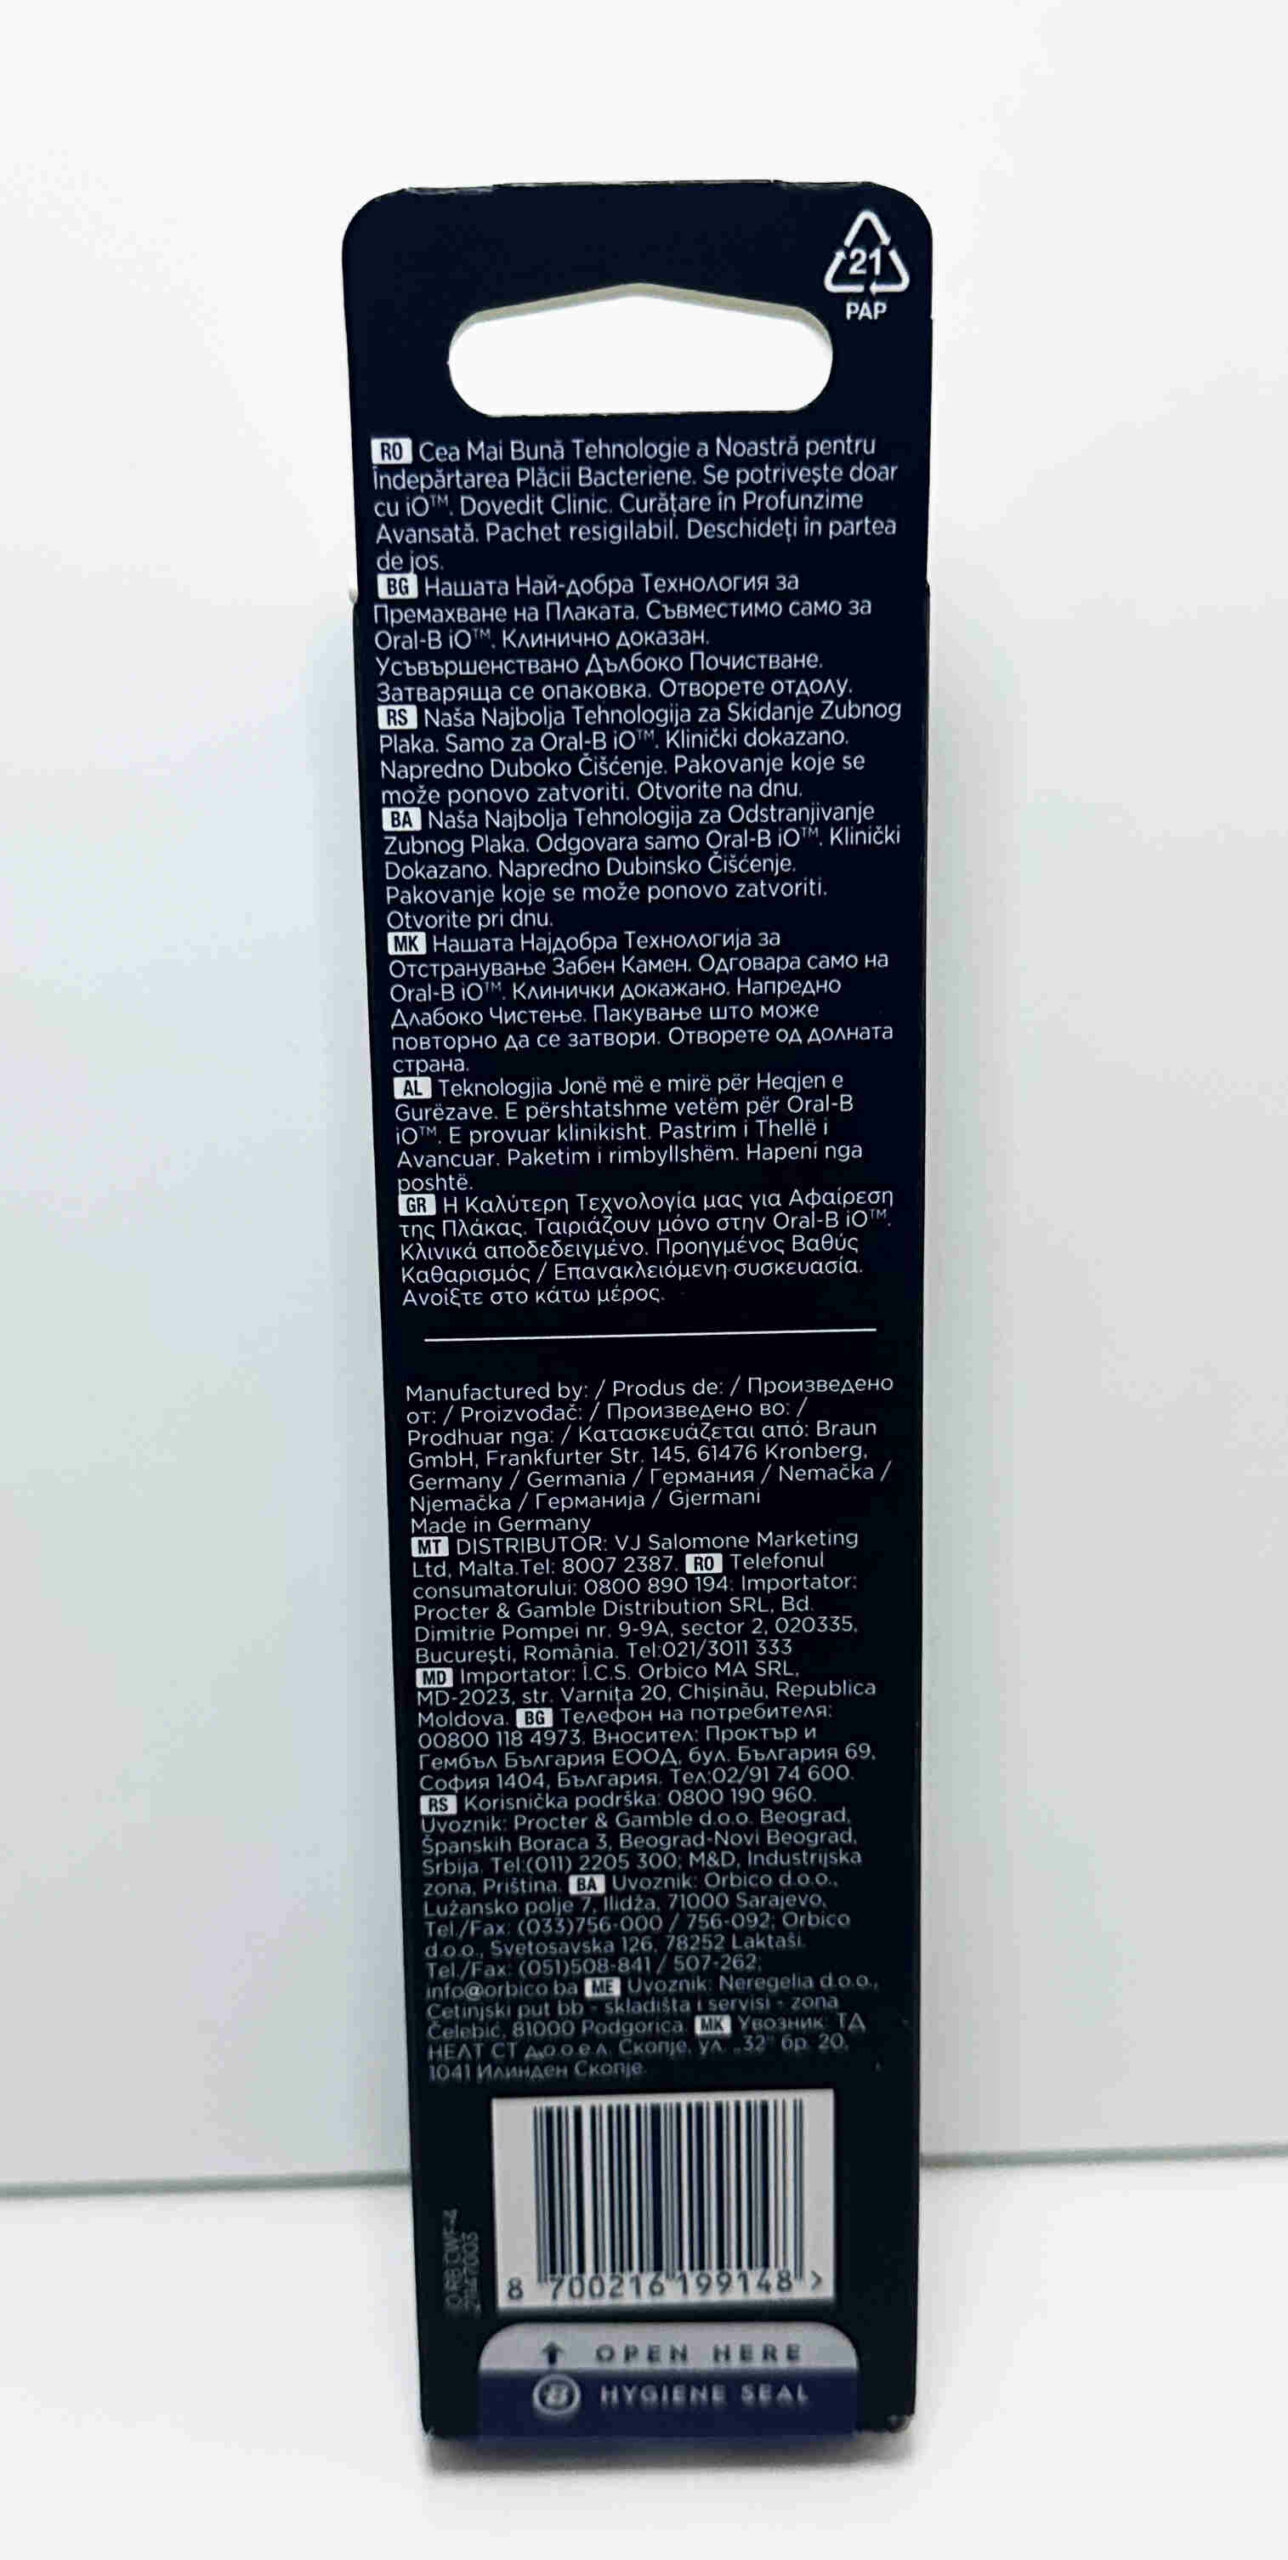 21
PAP
RO Cea Mai Bună Tehnologie a Noastră pentru
Îndepărtarea Plăcii Bacteriene. Se potrivește doar
cu iO™. Dovedit Clinic. Curățare în Profunzime
Avansată. Pachet resigilabil. Deschideți în partea
de jos.
BG Нашата Най-добра Технология за
Премахване на Плаката. Съвместимо само за
Oral-B iO™. Клинично доказан.
Усъвършенствано Дълбоко Почистване.
Затваряща се опаковка. Отворете отдолу.
RS Naša Najbolja Tehnologija za Skidanje Zubnog
Plaka. Samo za Oral-B iO™. Klinički dokazano.
Napredno Duboko Čišćenje. Pakovanje koje se
može ponovo zatvoriti. Otvorite na dnu.
BA Naša Najbolja Tehnologija za Odstranjivanje
Zubnog Plaka. Odgovara samo Oral-B iO™. Klinički
Dokazano. Napredno Dubinsko Čišćenje.
Pakovanje koje se može ponovo zatvoriti.
Otvorite pri dnu.
MK Нашата Најдобра Технологија за
Отстранување Забен Камен. Одговара само на
Oral-B iO™. Клинички докажано. Напредно
Длабоко Чистење. Пакување што може
повторно да се затвори. Отворете од долната
страна.
AL Teknologjia Jonë më e mirë për Heqjen e
Gurëzave. E përshtatshme vetëm për Oral-B
iO™. E provuar klinikisht. Pastrim i Thellë i
Avancuar. Paketim i rimbyllshëm. Hapeni nga
poshtë.
GR Η Καλύτερη Τεχνολογία μας για Αφαίρεση
της Πλάκας. Ταιριάζουν μόνο στην Oral-B iO™.
Κλινικά αποδεδειγμένο. Προηγμένος Βαθύς
Καθαρισμός / Επανακλειόμενη συσκευασία.
Ανοίξτε στο κάτω μέρος.
Manufactured by: / Produs de: / Произведено
от: / Proizvođač: / Произведено во: /
Prodhuar nga: / Κατασκευάζεται από: Braun
GmbH, Frankfurter Str. 145, 61476 Kronberg,
Germany / Germania / Германия / Nemačka /
Njemačka / Германија / Gjermani
Made in Germany
MT DISTRIBUTOR: VJ Salomone Marketing
Ltd, Malta.Tel: 8007 2387. RO Telefonul
consumatorului: 0800 890 194; Importator:
Procter & Gamble Distribution SRL, Bd.
Dimitrie Pompei nr. 9-9A, sector 2, 020335,
București, România. Tel:021/3011 333
MD Importator: Î.C.S. Orbico MA SRL,
MD-2023, str. Varnița 20, Chișinău, Republica
Moldova. BG Телефон на потребителя:
00800 118 4973. Вносител: Проктър и
Гембъл България ЕООД, бул. България 69,
София 1404, България. Тел:02/91 74 600.
RS Korisnička podrška: 0800 190 960.
Uvoznik: Procter & Gamble d.o.o. Beograd,
Španskih Boraca 3, Beograd-Novi Beograd,
Srbija. Tel:(011) 2205 300; M&D, Industrijska
zona, Priština. BA Uvoznik: Orbico d.o.o.,
Lužansko polje 7, Ilidža, 71000 Sarajevo,
Tel./Fax: (033)756-000 / 756-092; Orbico
d.o.o., Svetosavska 126, 78252 Laktaši.
Tel./Fax: (051)508-841 / 507-262;
info@orbico.ba ME Uvoznik: Neregelia d.o.o.,
Cetinjski put bb - skladišta i servisi - zona
Čelebić, 81000 Podgorica. MK Увозник: ТД
НЕЛТ СТ д.о.о.е.л. Скопје, ул. „32" бр. 20,
1041 Илинден Скопје.
8 700216 199148 >
OPEN HERE
HYGIENE SEAL